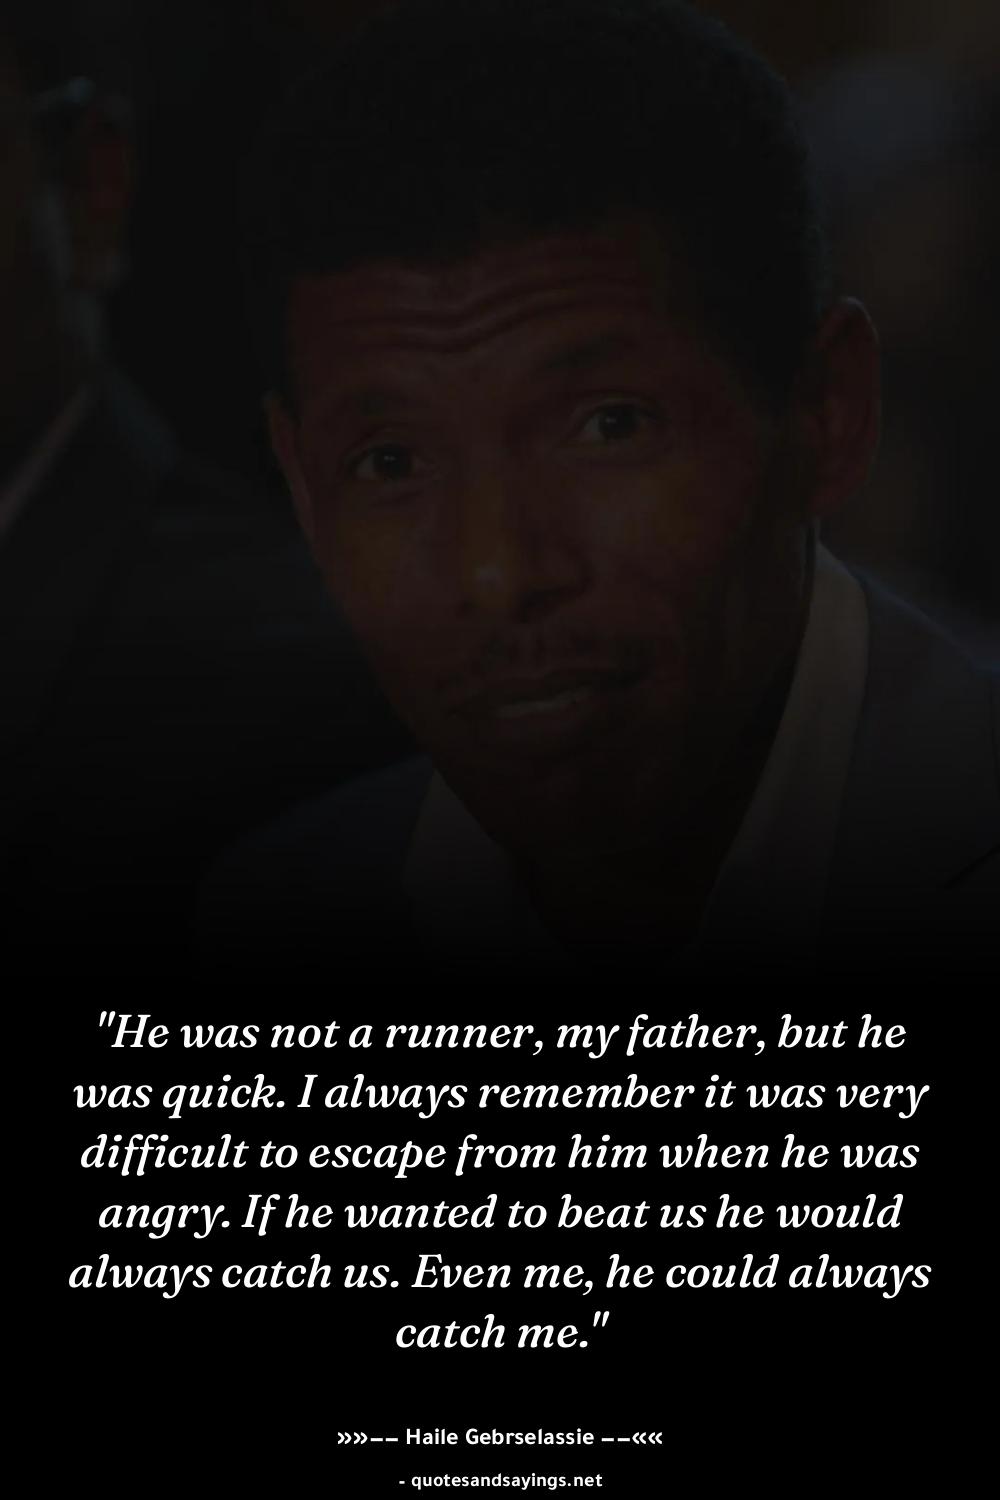 "He was not a runner, my father, but he
was quick. I always remember it was very
difficult to escape from him when he was
angry. If he wanted to beat us he would
always catch us. Even me, he could always
catch me."
»»−− Haile Gebrselassie −−««
- quotesandsayings.net